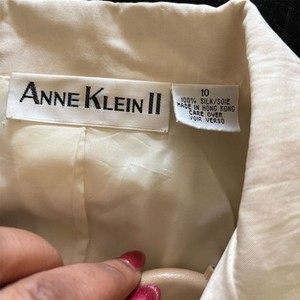 ANNE KLEIN II
10
100% SILK/SOIE
MADE IN HONG KONG
CARE OVER
VOIR VERSO